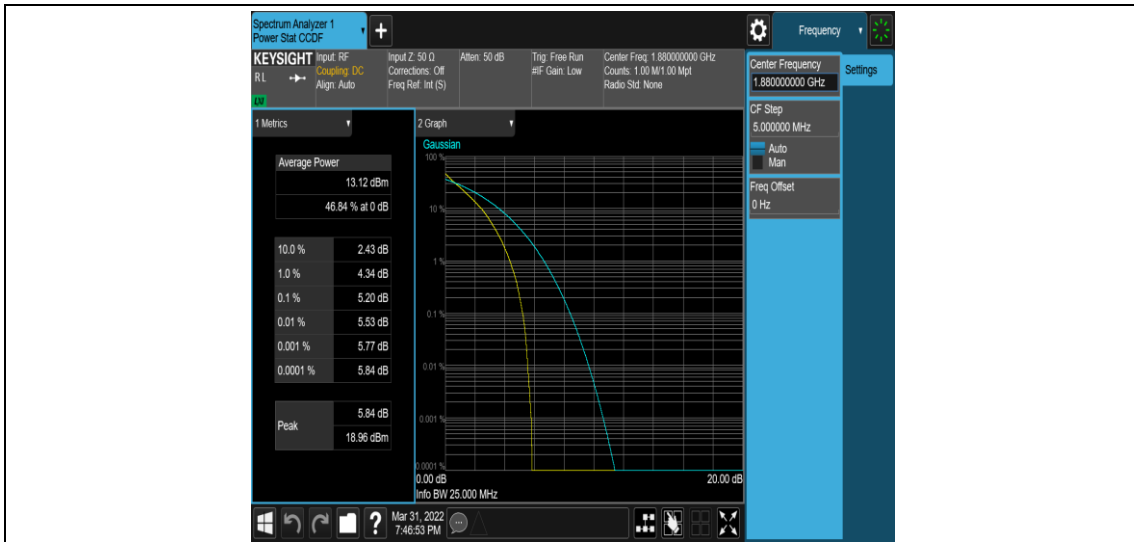 Spectrum Analyzer 1
Power Stat CCDF
Frequency
KEYSIGHT
RL
Input: RF
Coupling: DC
Align: Auto
Input Z: 50 Ω
Corrections: Off
Freq Ref: Int (S)
Atten: 50 dB
Trig: Free Run
#IF Gain: Low
Center Freq: 1.880000000 GHz
Counts: 1.00 M/1.00 Mpt
Radio Std: None
Center Frequency
1.880000000 GHz
Settings
CF Step
5.000000 MHz
Auto
Man
Freq Offset
0 Hz
1 Metrics
Average Power
13.12 dBm
46.84 % at 0 dB
10.0 % 2.43 dB
1.0 % 4.34 dB
0.1 % 5.20 dB
0.01 % 5.53 dB
0.001 % 5.77 dB
0.0001 % 5.84 dB
Peak
5.84 dB
18.96 dBm
2 Graph
Gaussian
100 %
10 %
1 %
0.1 %
0.01 %
0.001 %
0.0001 %
0.00 dB 20.00 dB
Info BW 25.000 MHz
?
Mar 31, 2022
7:46:53 PM